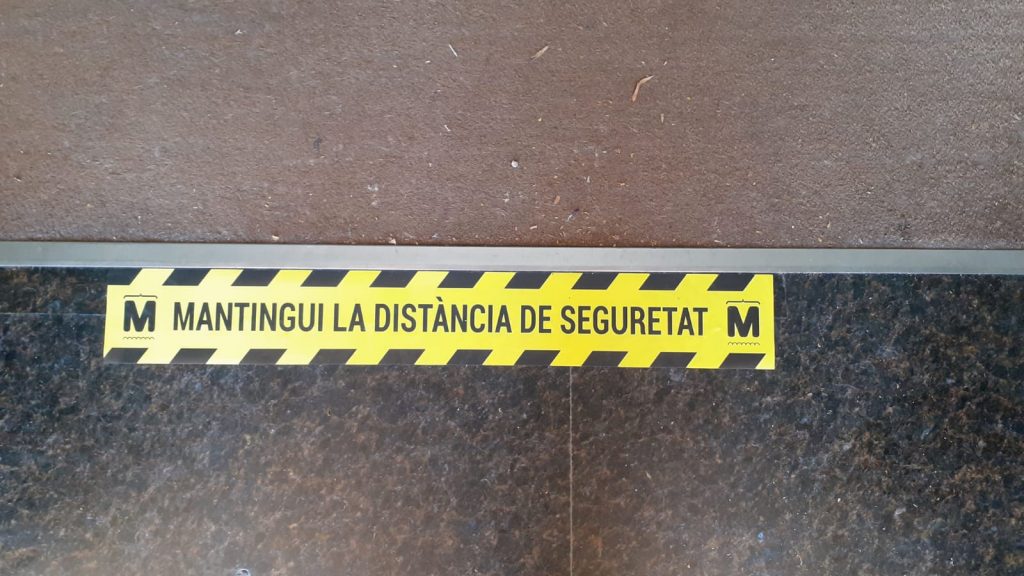 M MANTINGUI LA DISTÀNCIA DE SEGURETAT M